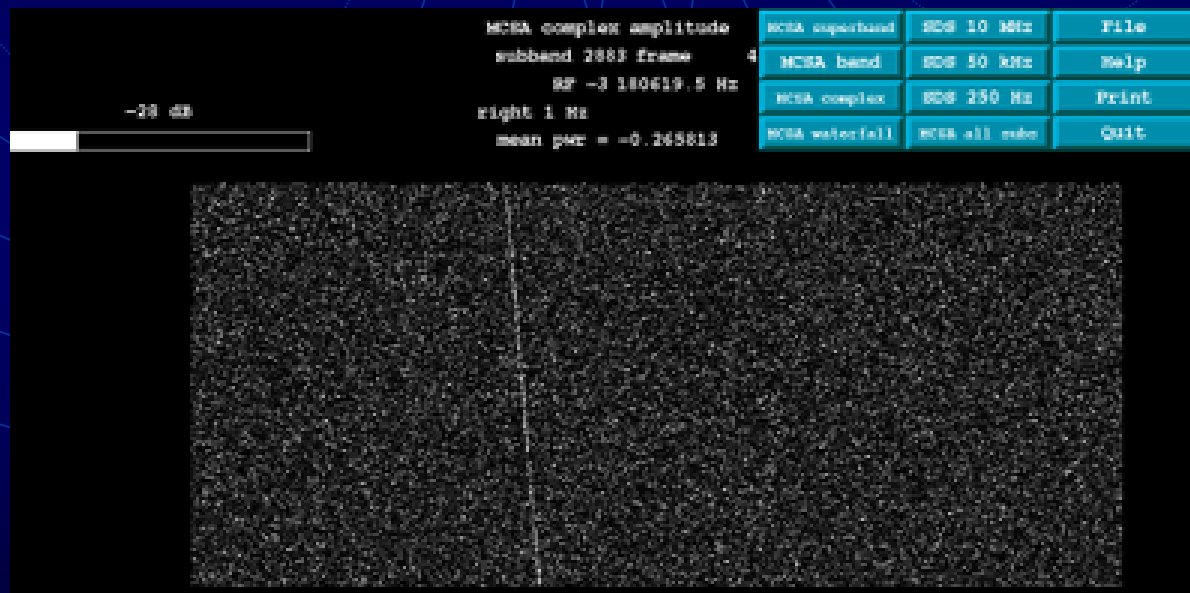 MCSA complex amplitude
subband 2883 frame 4
RF -3 180619.5 Hz
right 1 Hz
mean pwr = -0.265813
-28 dB
MCSA superband
SDS 10 MHz
File
MCSA band
SDS 50 kHz
Help
MCSA complex
SDS 250 Hz
Print
MCSA waterfall
MCSA all subs
Quit